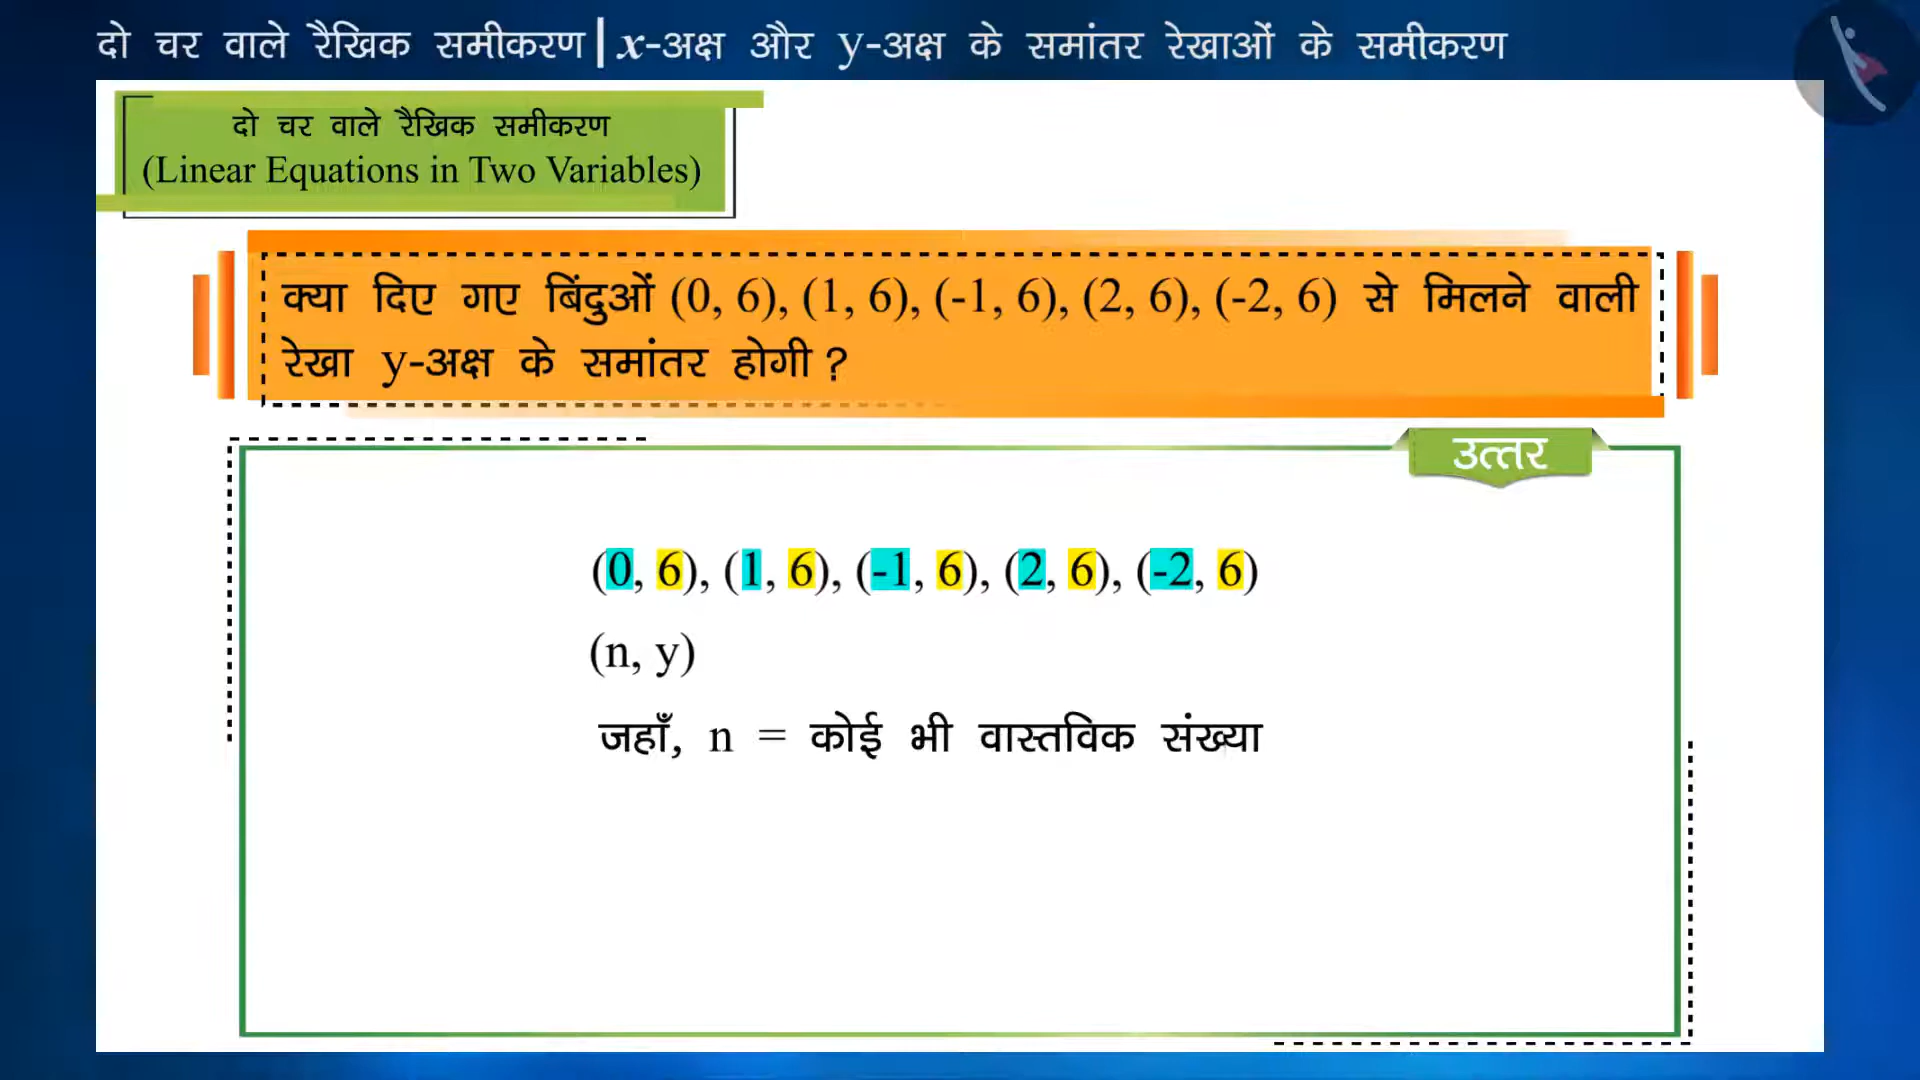 दो चर वाले रैखिक समीकरण | x-अक्ष और y-अक्ष के समांतर रेखाओं के समीकरण
दो चर वाले रैखिक समीकरण
(Linear Equations in Two Variables)
क्या दिए गए बिंदुओं (0, 6), (1, 6), (-1, 6), (2, 6), (-2, 6) से मिलने वाली
रेखा y-अक्ष के समांतर होगी ?
उत्तर
(0, 6), (1, 6), (-1, 6), (2, 6), (-2, 6)
(n, y)
जहाँ, n = कोई भी वास्तविक संख्या